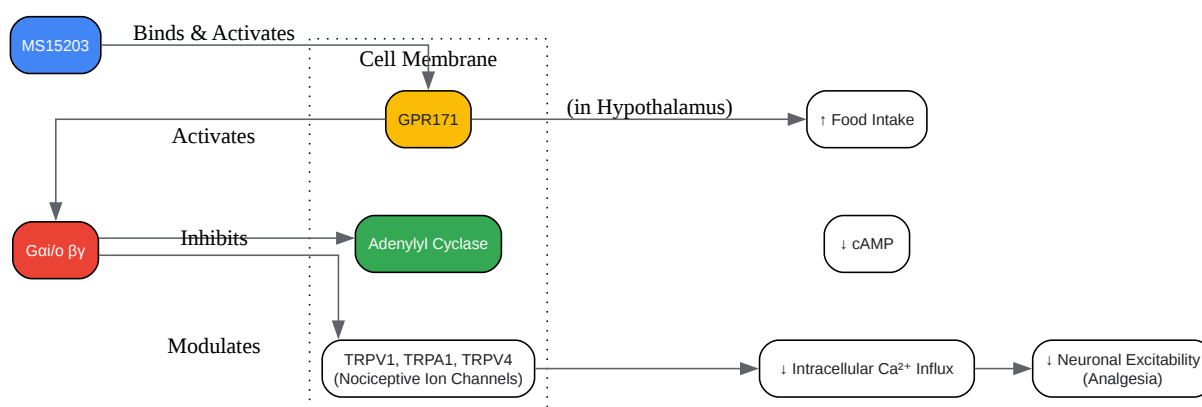 MS15203
Binds & Activates
Cell Membrane
GPR171
(in Hypothalamus)
↑ Food Intake
Activates
Gαi/o βγ
Inhibits
Adenylyl Cyclase
↓ cAMP
Modulates
TRPV1, TRPA1, TRPV4
(Nociceptive Ion Channels)
↓ Intracellular Ca²⁺ Influx
↓ Neuronal Excitability
(Analgesia)